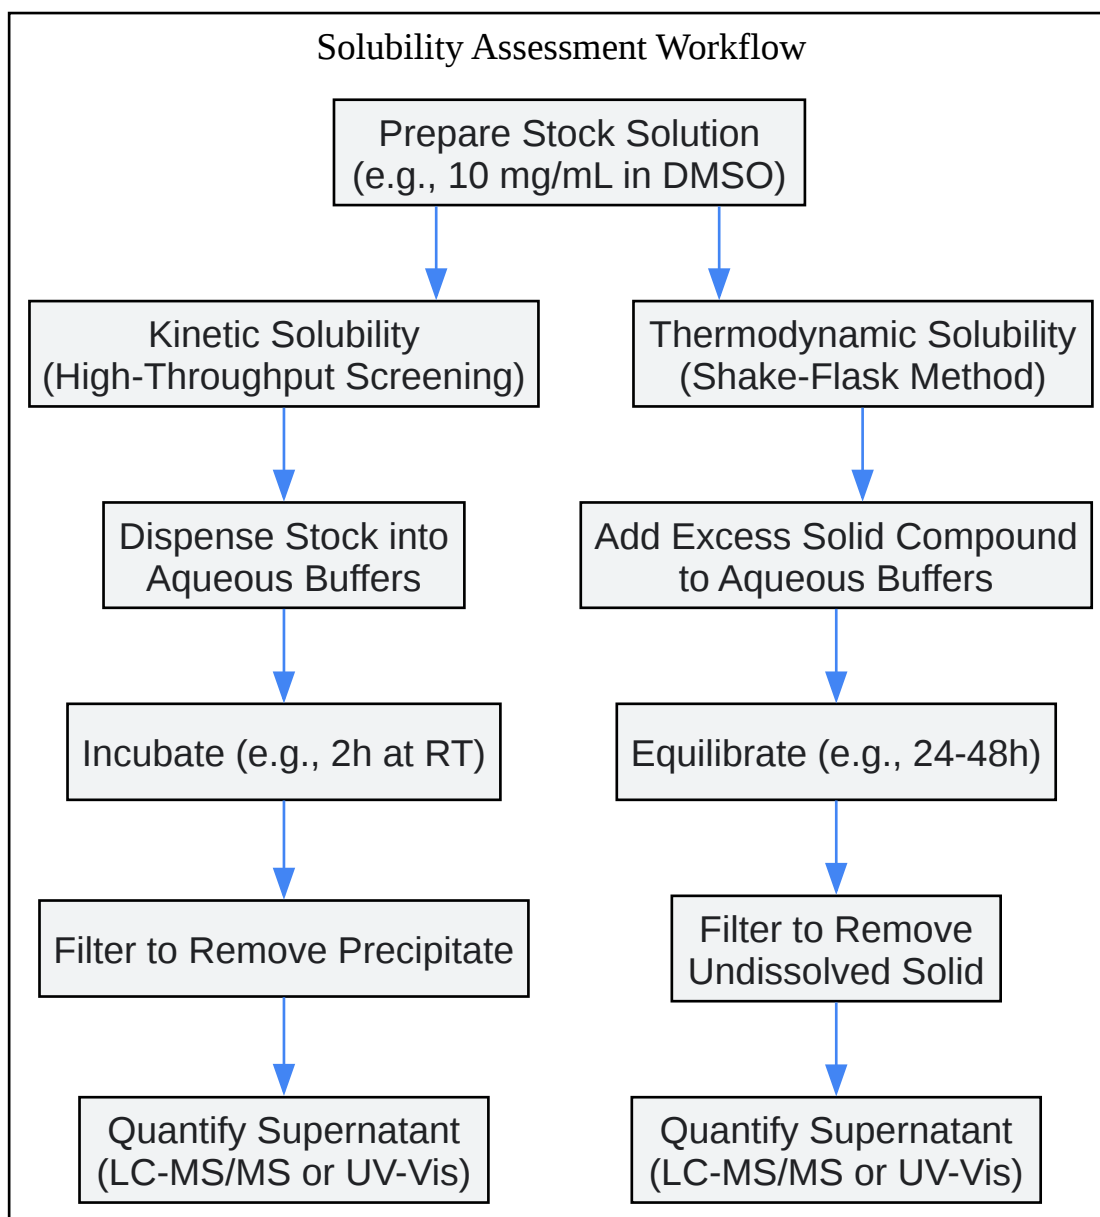 Solubility Assessment Workflow
Prepare Stock Solution
(e.g., 10 mg/mL in DMSO)
Kinetic Solubility
(High-Throughput Screening)
Thermodynamic Solubility
(Shake-Flask Method)
Dispense Stock into
Aqueous Buffers
Add Excess Solid Compound
to Aqueous Buffers
Incubate (e.g., 2h at RT)
Equilibrate (e.g., 24-48h)
Filter to Remove Precipitate
Filter to Remove
Undissolved Solid
Quantify Supernatant
(LC-MS/MS or UV-Vis)
Quantify Supernatant
(LC-MS/MS or UV-Vis)